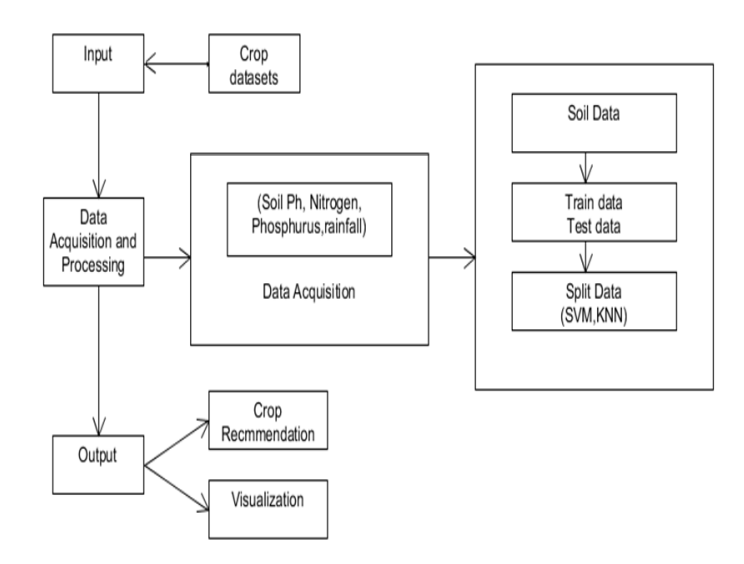 Input
Crop
datasets
Soil Data
(Soil Ph, Nitrogen,
Phosphurus,rainfall)
Data Acquisition
Train data
Test data
Data
Acquisition and
Processing
Split Data
(SVM,KNN)
Crop
Recmmendation
Output
Visualization